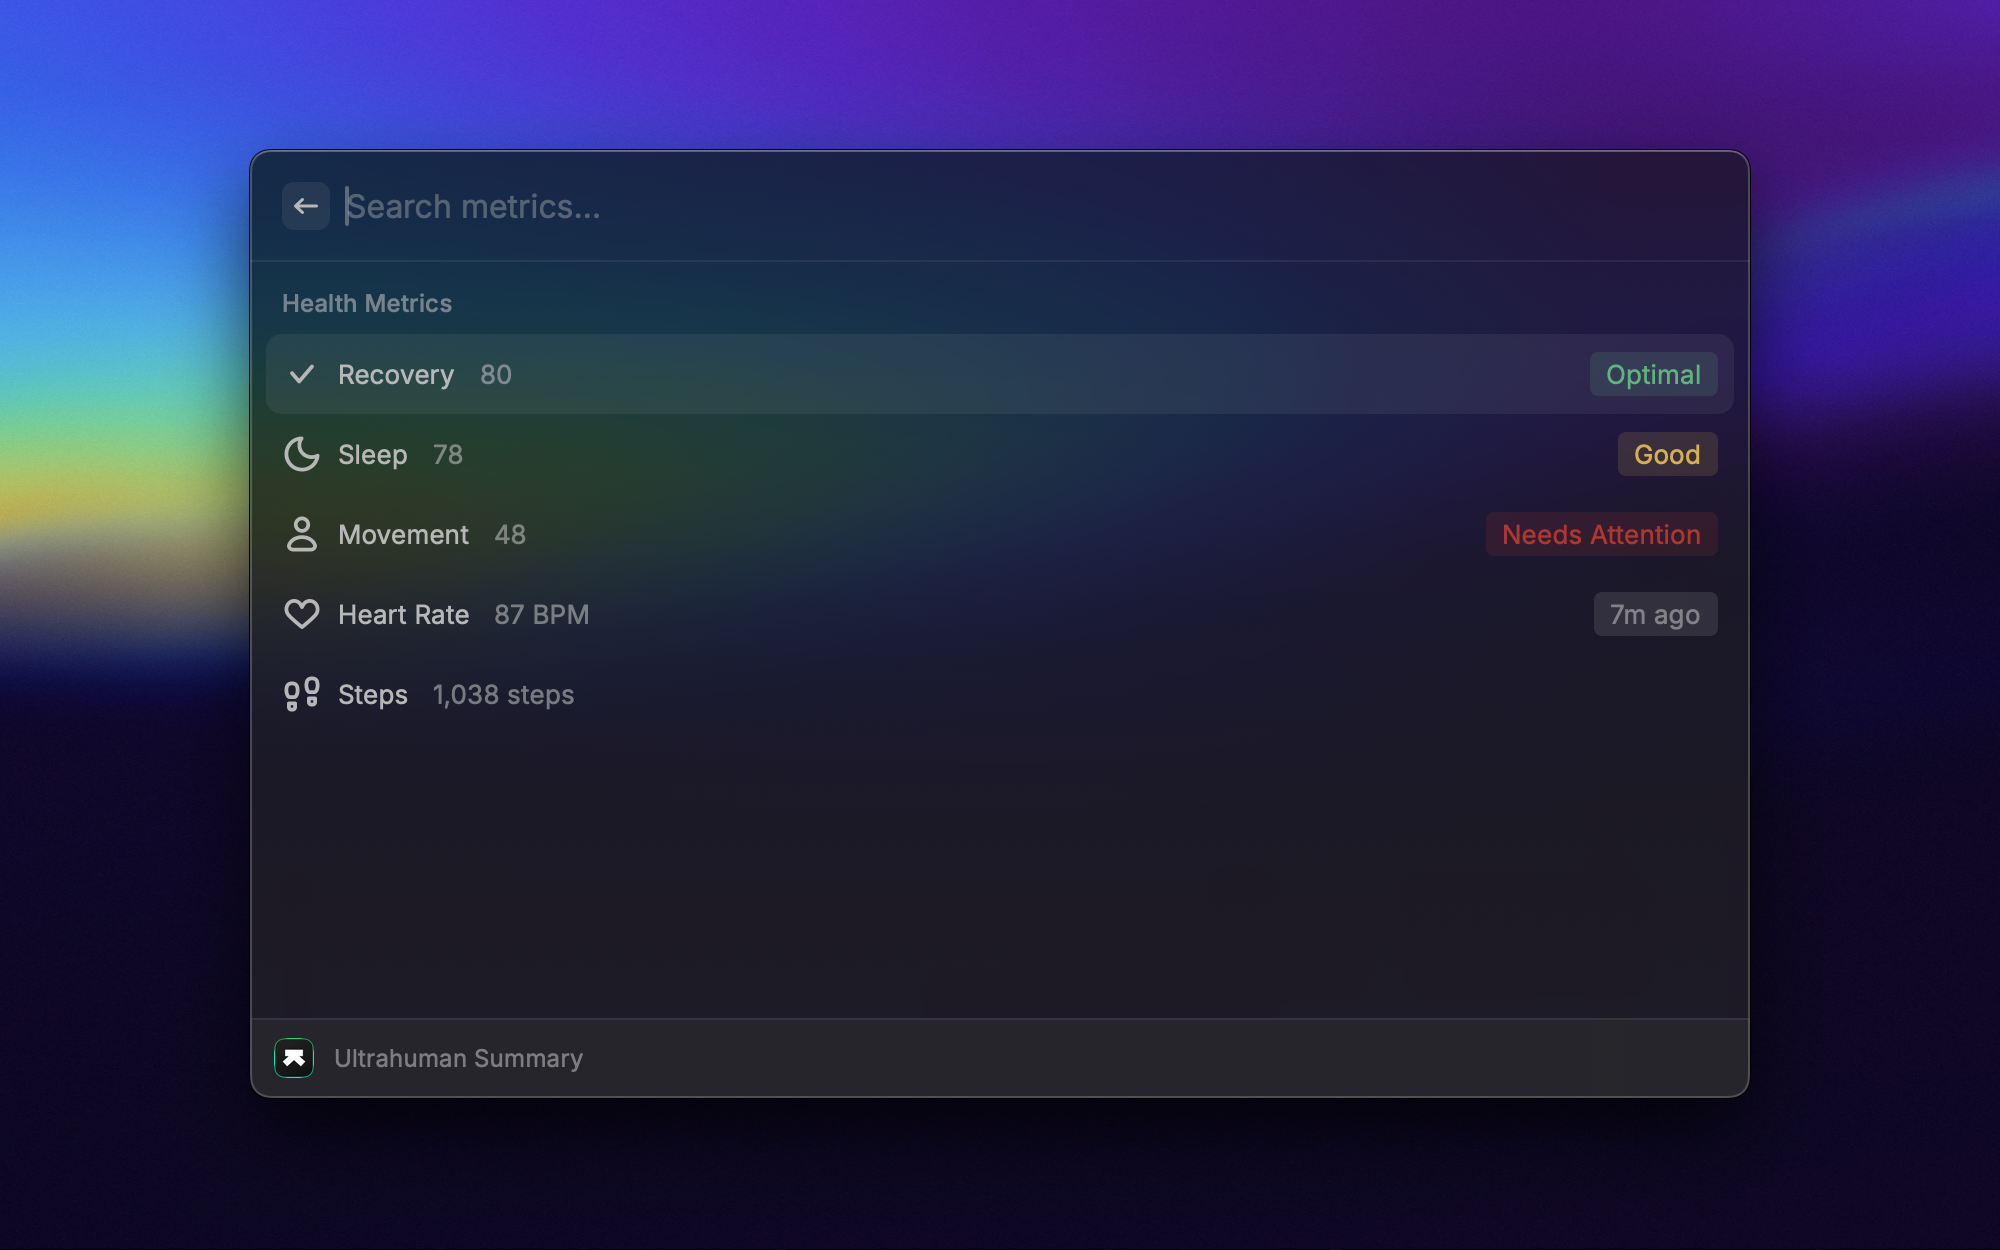 Search metrics...
Health Metrics
Recovery 80 Optimal
Sleep 78 Good
Movement 48 Needs Attention
Heart Rate 87 BPM 7m ago
Steps 1,038 steps
Ultrahuman Summary